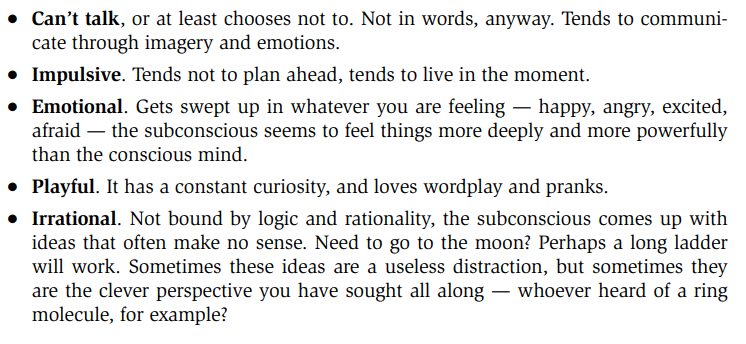 • Can’t talk, or at least chooses not to. Not in words, anyway. Tends to communi-
cate through imagery and emotions.
• Impulsive. Tends not to plan ahead, tends to live in the moment.
• Emotional. Gets swept up in whatever you are feeling — happy, angry, excited,
afraid — the subconscious seems to feel things more deeply and more powerfully
than the conscious mind.
• Playful. It has a constant curiosity, and loves wordplay and pranks.
• Irrational. Not bound by logic and rationality, the subconscious comes up with
ideas that often make no sense. Need to go to the moon? Perhaps a long ladder
will work. Sometimes these ideas are a useless distraction, but sometimes they
are the clever perspective you have sought all along — whoever heard of a ring
molecule, for example?